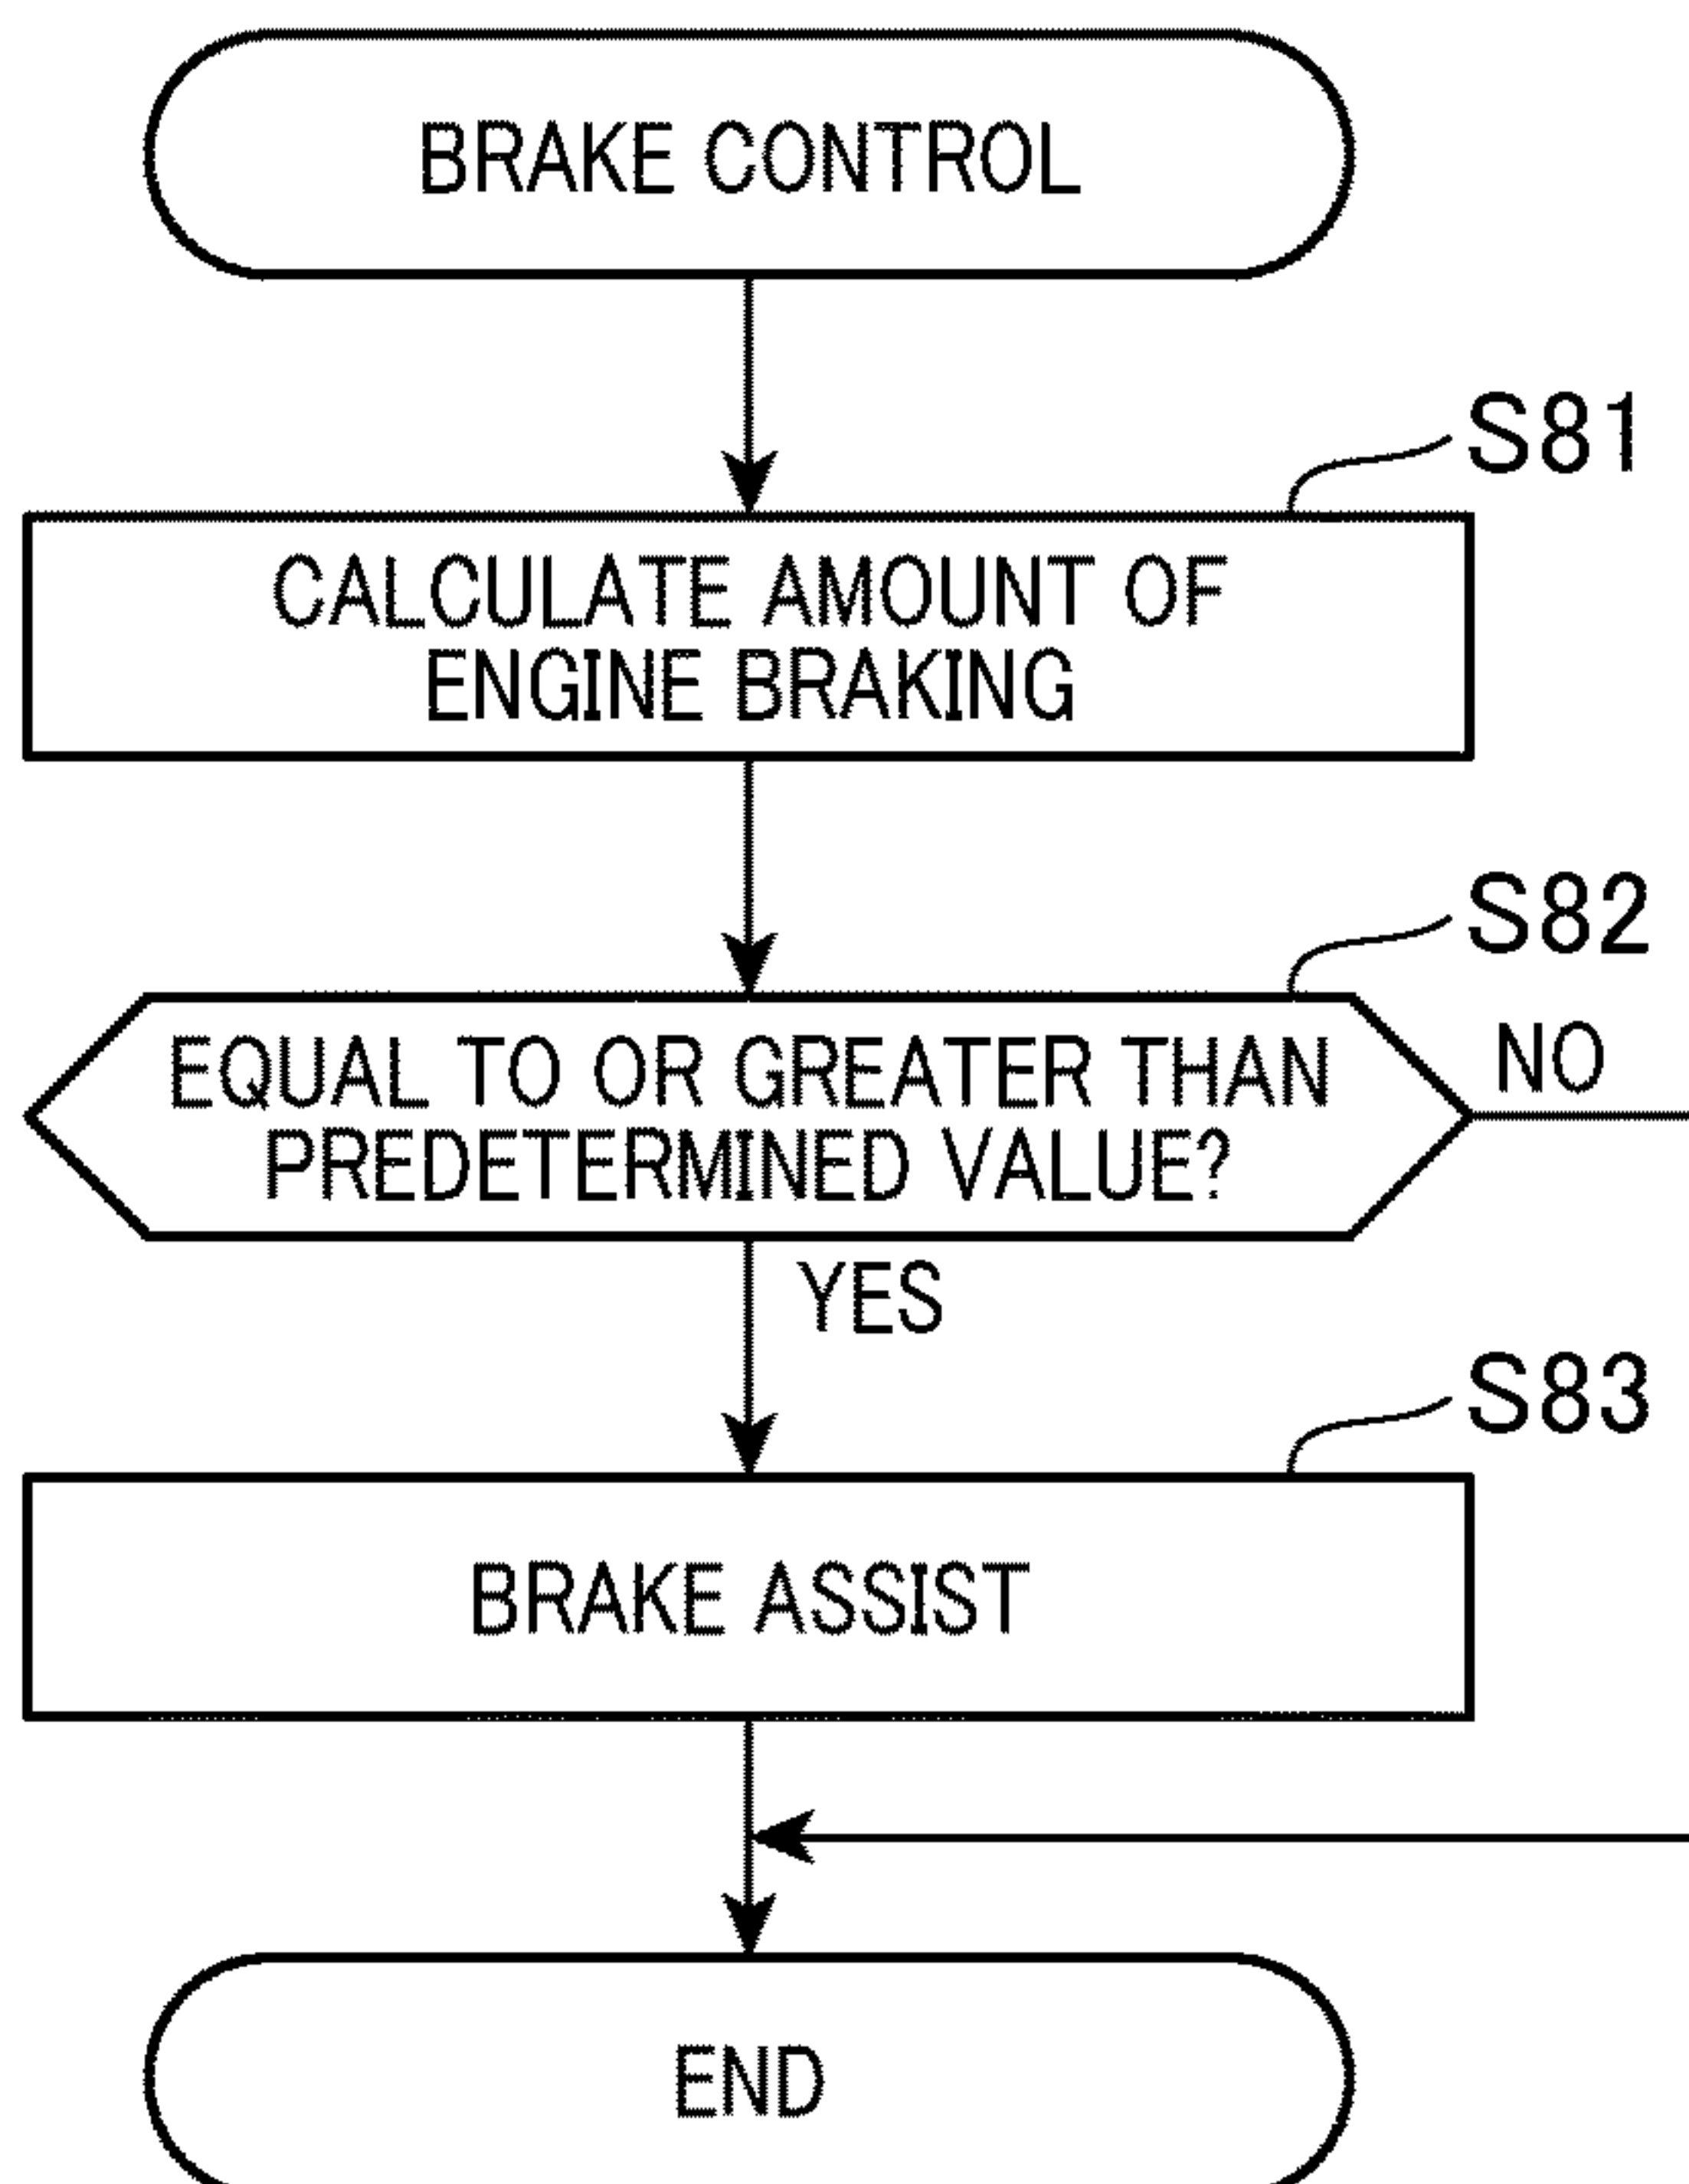 BRAKE CONTROL
S81
CALCULATE AMOUNT OF
ENGINE BRAKING
S82
EQUAL TO OR GREATER THAN
PREDETERMINED VALUE?
NO
YES
S83
BRAKE ASSIST
END